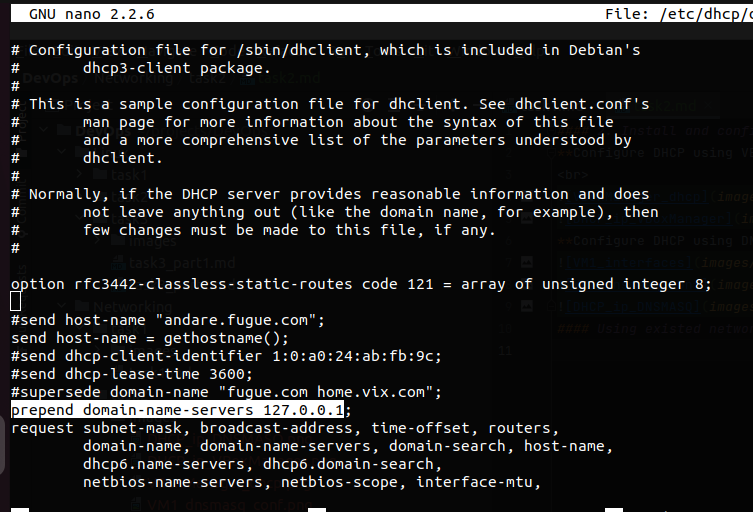 GNU nano 2.2.6 File: /etc/dhcp/
# Configuration file for /sbin/dhclient, which is included in Debian's
#       dhcp3-client package.
#
# This is a sample configuration file for dhclient. See dhclient.conf's
#       man page for more information about the syntax of this file
#       and a more comprehensive list of the parameters understood by
#       dhclient.
#
# Normally, if the DHCP server provides reasonable information and does
#       not leave anything out (like the domain name, for example), then
#       few changes must be made to this file, if any.
#
option rfc3442-classless-static-routes code 121 = array of unsigned integer 8;
#send host-name "andare.fugue.com";
send host-name = gethostname();
#send dhcp-client-identifier 1:0:a0:24:ab:fb:9c;
#send dhcp-lease-time 3600;
#supersede domain-name "fugue.com home.vix.com";
prepend domain-name-servers 127.0.0.1;
request subnet-mask, broadcast-address, time-offset, routers,
        domain-name, domain-name-servers, domain-search, host-name,
        dhcp6.name-servers, dhcp6.domain-search,
        netbios-name-servers, netbios-scope, interface-mtu,